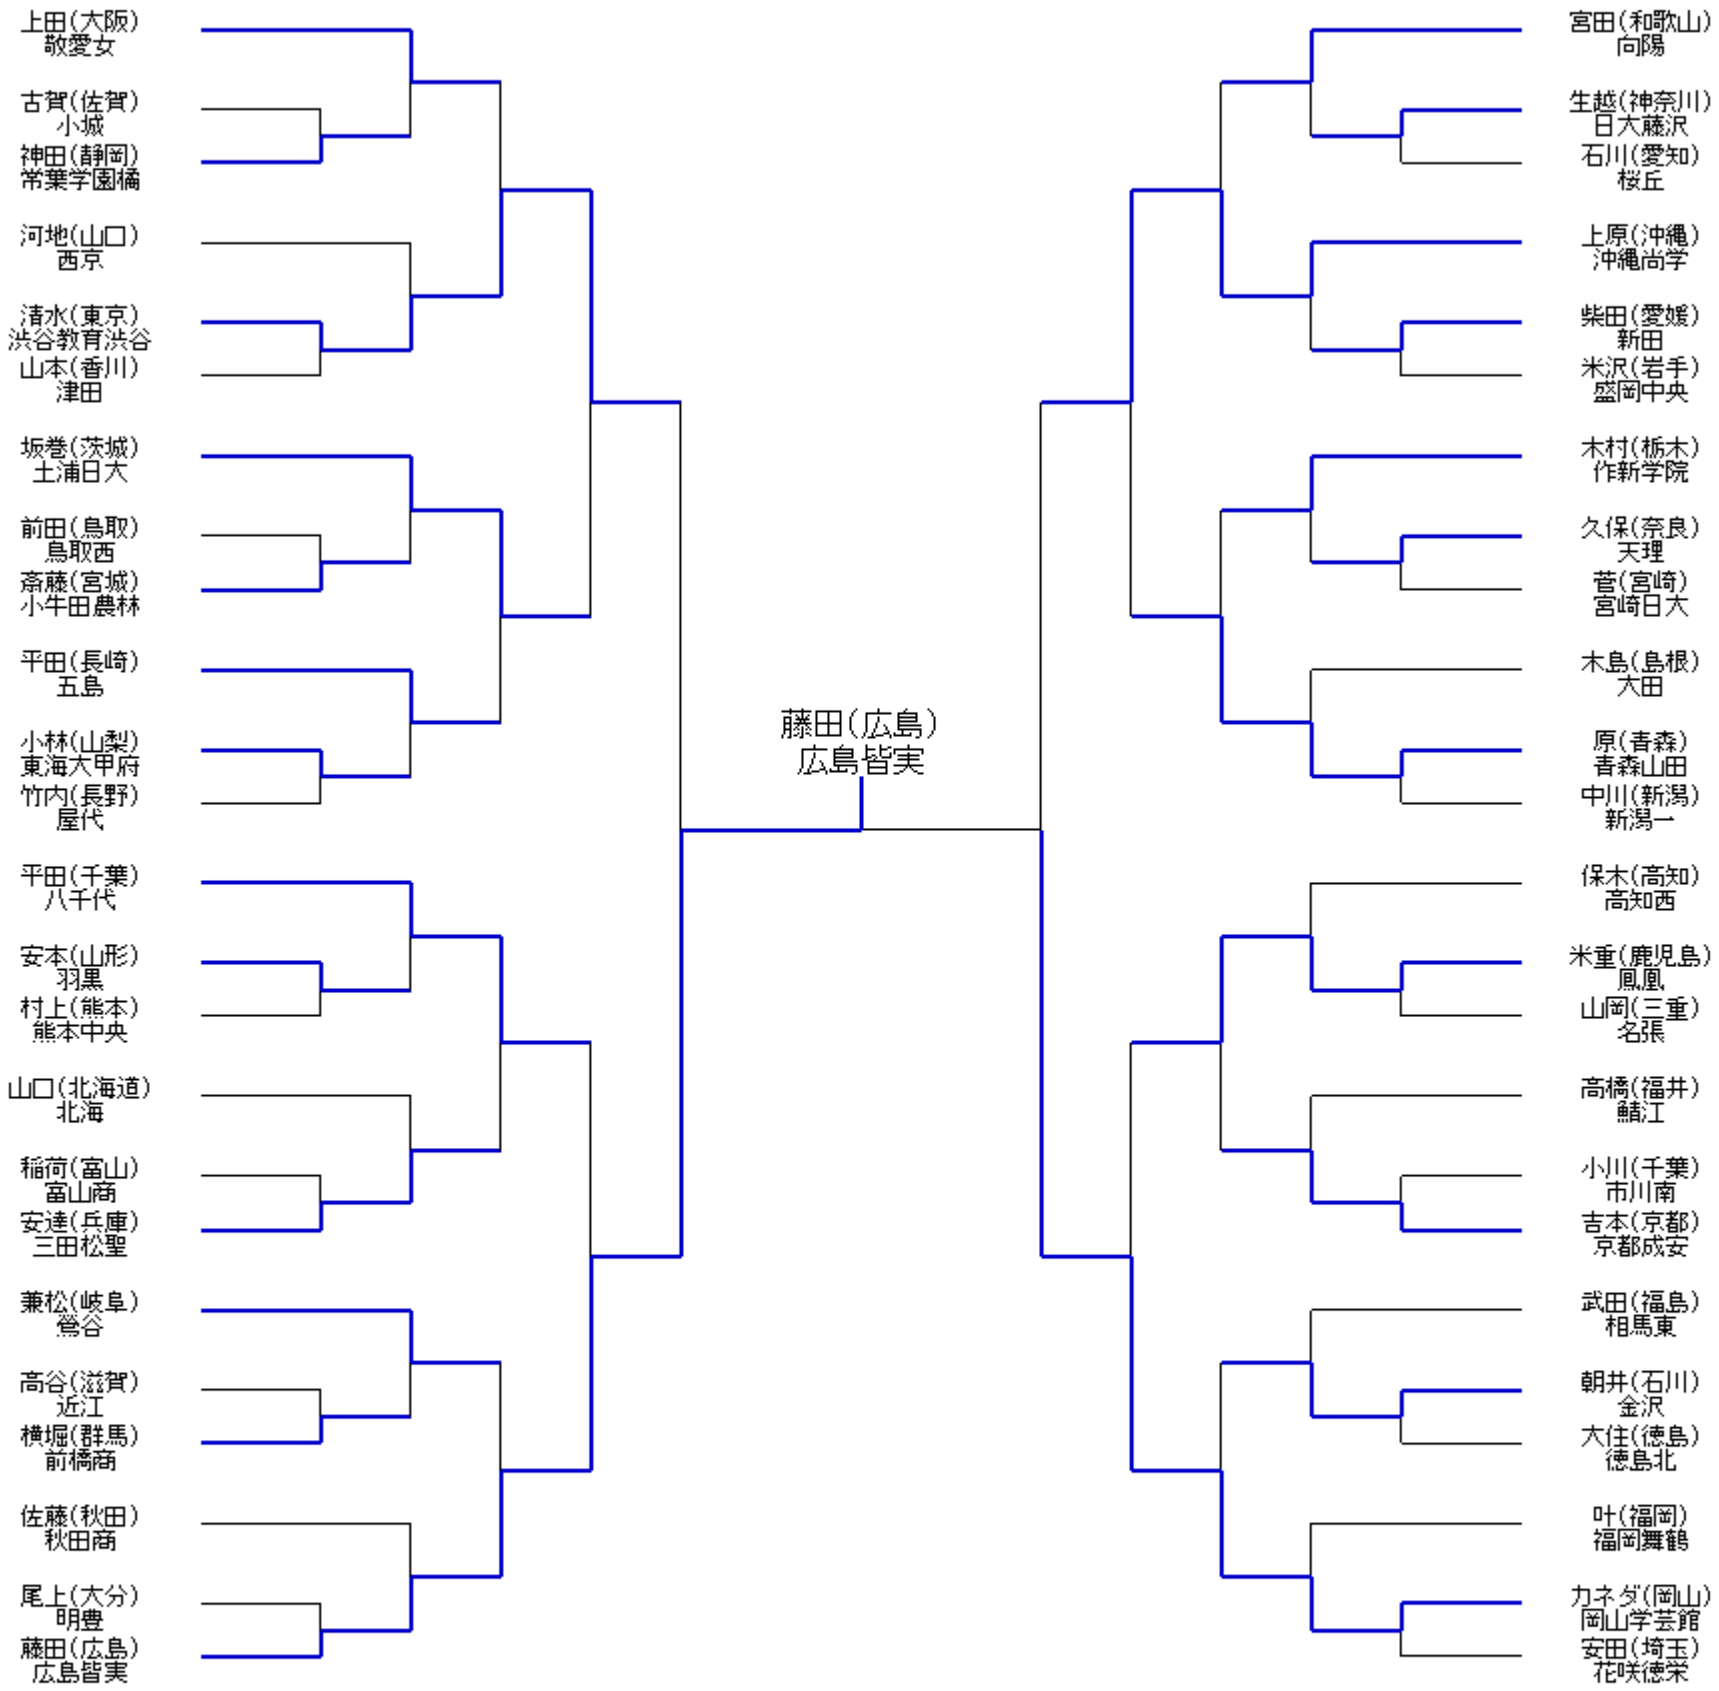 上田(大阪)
敬愛女
古賀(佐賀)
小城
神田(静岡)
常葉学園橘
河地(山口)
西京
清水(東京)
渋谷教育渋谷
山本(香川)
津田
坂巻(茨城)
土浦日大
前田(鳥取)
鳥取西
斎藤(宮城)
小牛田農林
平田(長崎)
五島
小林(山梨)
東海大甲府
竹内(長野)
屋代
平田(千葉)
八千代
安本(山形)
羽黒
村上(熊本)
熊本中央
山口(北海道)
北海
稲荷(富山)
富山商
安達(兵庫)
三田松聖
兼松(岐阜)
鶯谷
高谷(滋賀)
近江
横堀(群馬)
前橋商
佐藤(秋田)
秋田商
尾上(大分)
明豊
藤田(広島)
広島皆実
藤田(広島)
広島皆実
宮田(和歌山)
向陽
生越(神奈川)
日大藤沢
石川(愛知)
桜丘
上原(沖縄)
沖縄尚学
柴田(愛媛)
新田
米沢(岩手)
盛岡中央
木村(栃木)
作新学院
久保(奈良)
天理
菅(宮崎)
宮崎日大
木島(島根)
大田
原(青森)
青森山田
中川(新潟)
新潟一
保木(高知)
高知西
米重(鹿児島)
鳳凰
山岡(三重)
名張
高橋(福井)
鯖江
小川(千葉)
市川南
吉本(京都)
京都成安
武田(福島)
相馬東
朝井(石川)
金沢
大住(徳島)
徳島北
叶(福岡)
福岡舞鶴
カネダ(岡山)
岡山学芸館
安田(埼玉)
花咲徳栄